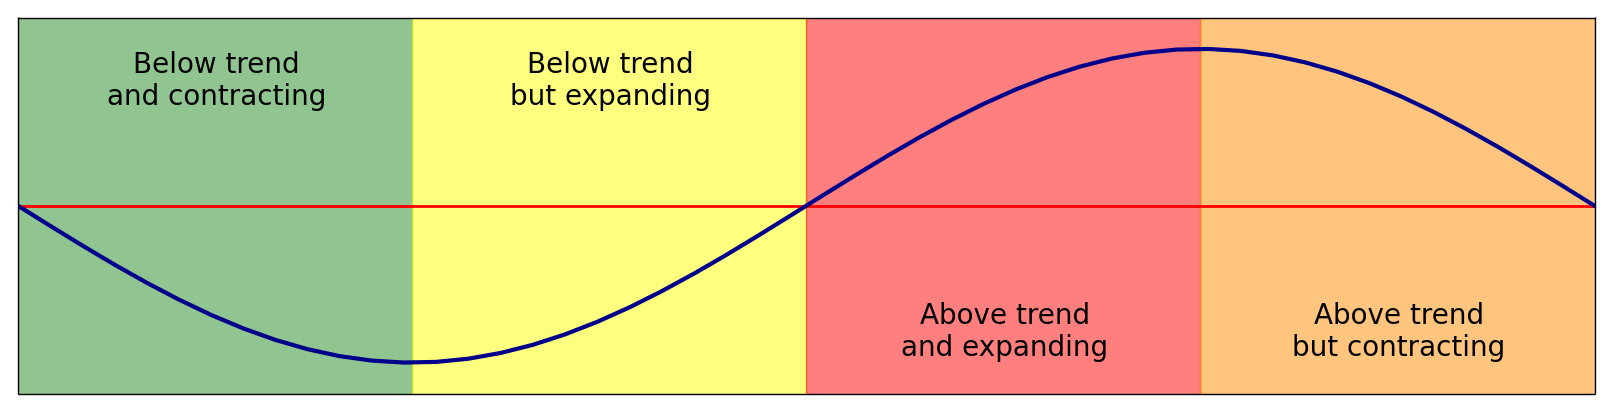 Below trend
and contracting
Below trend
but expanding
Above trend
and expanding
Above trend
but contracting